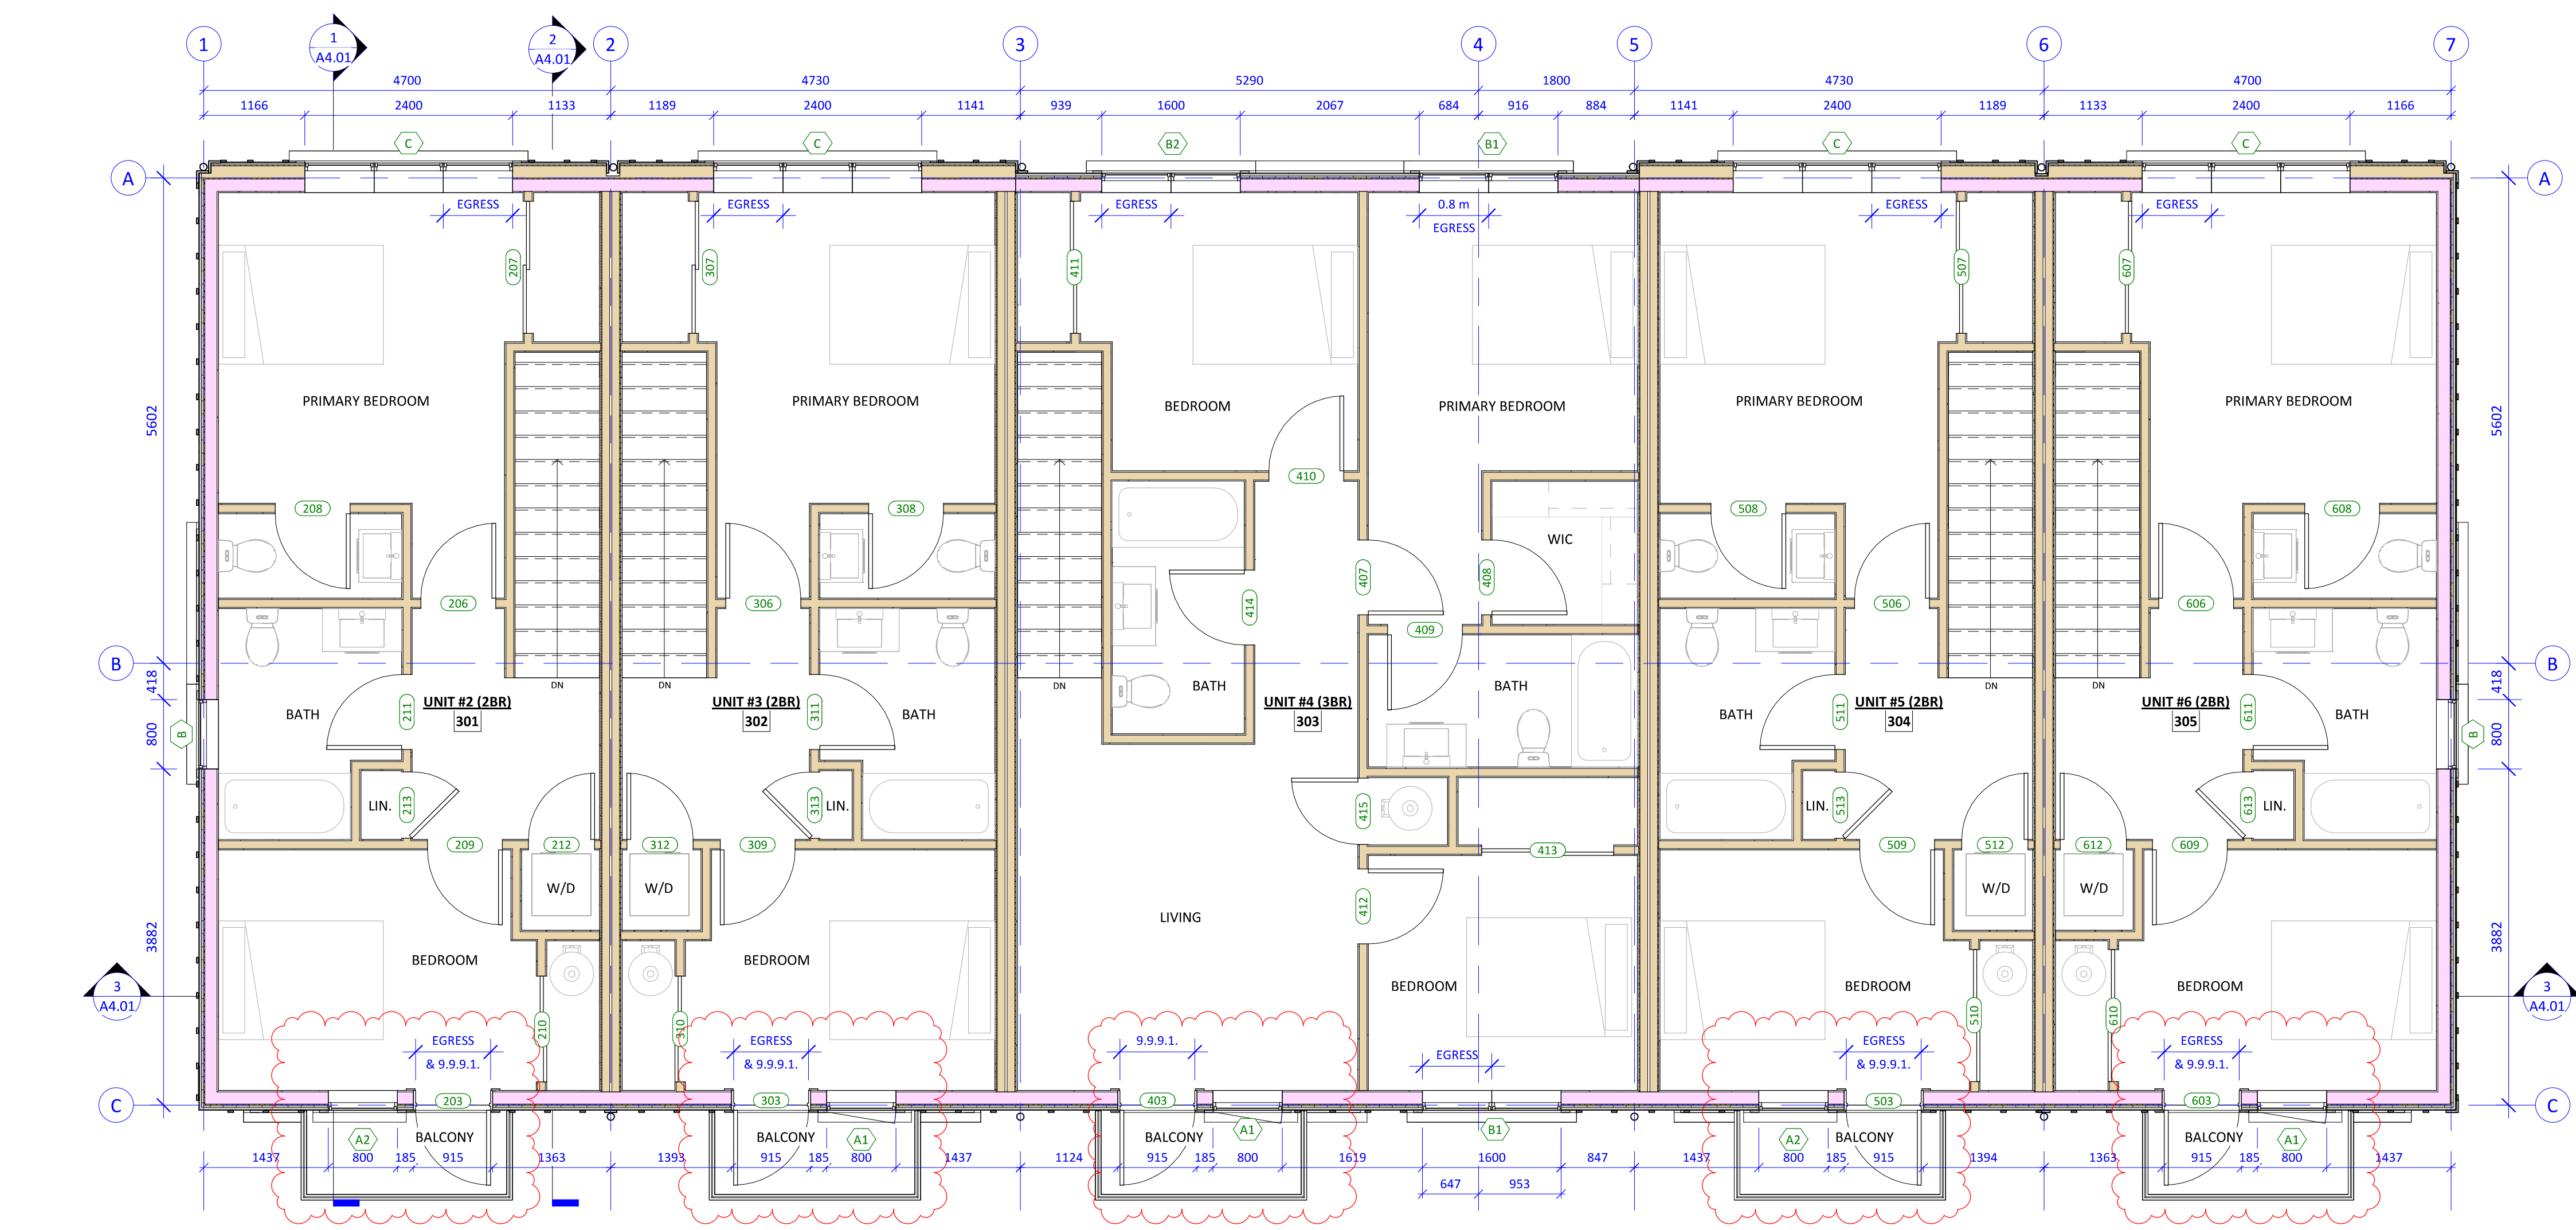 1 A4.01 2 A4.01
1 2 3 4 5 6 7
4700 4730 5290 1800 4730 4700
1166 2400 1133 1189 2400 1141 939 1600 2067 684 916 884 1141 2400 1189 1133 2400 1166
C C B2 B1 C C
A A
EGRESS EGRESS EGRESS 0.8 m EGRESS EGRESS
EGRESS
207 307 411 507 607
PRIMARY BEDROOM PRIMARY BEDROOM BEDROOM PRIMARY BEDROOM PRIMARY BEDROOM PRIMARY BEDROOM
5602 5602
410
208 308 508 608
WIC
407 408
206 306 414 506 606
409
B B
418 418
DN DN DN DN DN
BATH BATH
UNIT #2 (2BR) UNIT #3 (2BR) UNIT #4 (3BR) UNIT #5 (2BR) UNIT #6 (2BR)
301 302 303 304 305
BATH 211 311 BATH BATH 511 611 BATH
800 B B 800
LIN. 213 313 LIN. 415 LIN. 513 613 LIN.
209 212 312 309 413 509 512 612 609
W/D W/D W/D W/D
412
LIVING
3882 3882
BEDROOM BEDROOM BEDROOM BEDROOM BEDROOM
3 A4.01 3 A4.01
210 310 510 610
EGRESS EGRESS 9.9.9.1. EGRESS EGRESS EGRESS
& 9.9.9.1. & 9.9.9.1. & 9.9.9.1. & 9.9.9.1.
203 303 403 503 603
C C
A2 BALCONY BALCONY A1 BALCONY A1 B1 A2 BALCONY BALCONY A1
1437 800 185 915 1363 1393 915 185 800 1437 1124 915 185 800 1619 1600 847 1437 800 185 915 1394 1363 915 185 800 1437
647 953